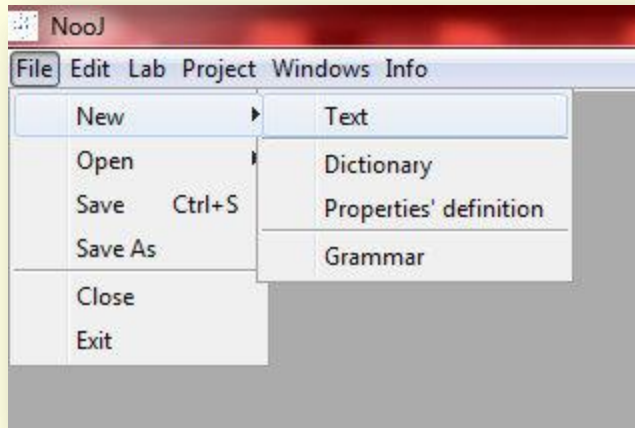 NooJ
File Edit Lab Project Windows Info
New
Text
Open
Dictionary
Save Ctrl+S
Properties' definition
Save As
Grammar
Close
Exit